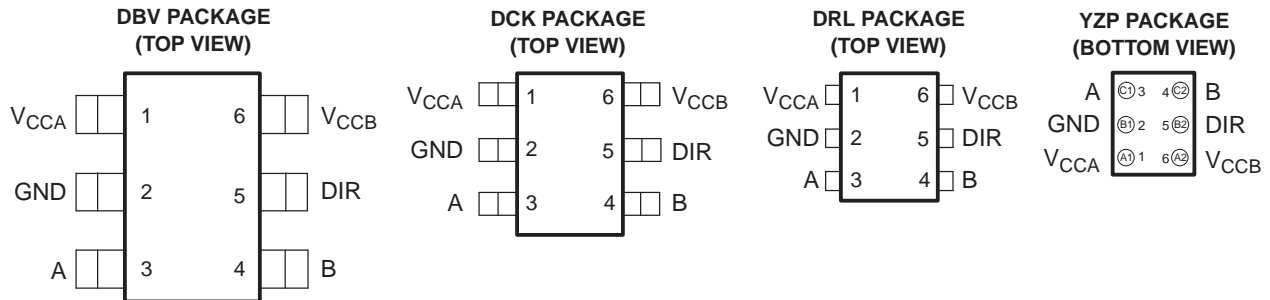 DBV PACKAGE
(TOP VIEW)
VCCA 1 6 VCCB
GND 2 5 DIR
A 3 4 B
DCK PACKAGE
(TOP VIEW)
VCCA 1 6 VCCB
GND 2 5 DIR
A 3 4 B
DRL PACKAGE
(TOP VIEW)
VCCA 1 6 VCCB
GND 2 5 DIR
A 3 4 B
YZP PACKAGE
(BOTTOM VIEW)
A C1 3 4 C2 B
GND B1 2 5 B2 DIR
VCCA A1 1 6 A2 VCCB